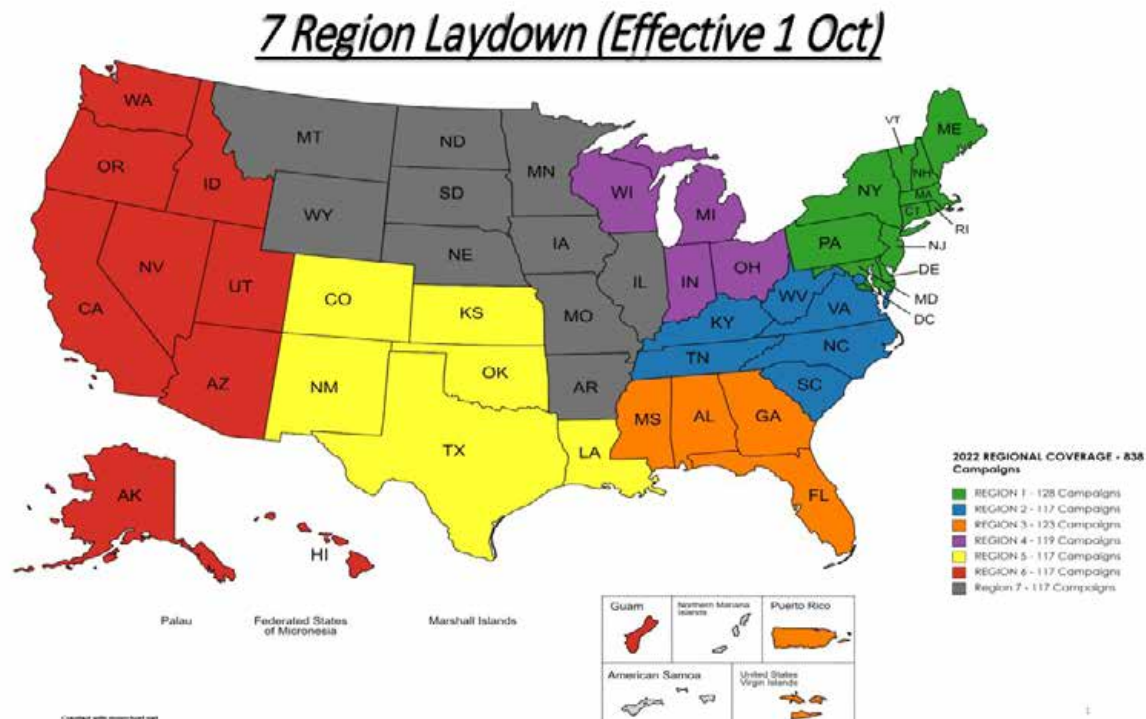 7 Region Laydown (Effective 1 Oct)
WA
OR
ID
MT
ND
MN
SD
WY
NE
IA
WI
MI
VT
ME
NH
NY
MA
CT
RI
PA
NJ
DE
MD
DC
CA
NV
UT
CO
KS
MO
IL
IN
OH
WV
VA
KY
TN
NC
SC
AZ
NM
OK
AR
TX
LA
MS
AL
GA
FL
AK
HI
2022 REGIONAL COVERAGE - 838
Campaigns
REGION 1 - 128 Campaigns
REGION 2 - 117 Campaigns
REGION 3 - 123 Campaigns
REGION 4 - 119 Campaigns
REGION 5 - 117 Campaigns
REGION 6 - 117 Campaigns
Region 7 - 117 Campaigns
Palau
Federated States
of Micronesia
Marshall Islands
Guam
Northern Mariana
Islands
Puerto Rico
American Samoa
United States
Virgin Islands
1